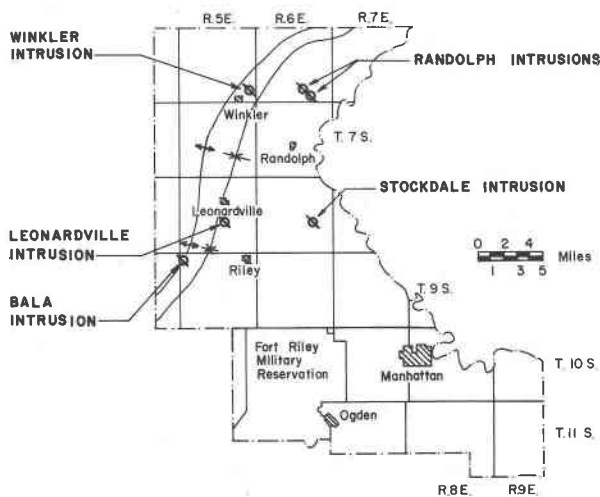 R.5E. R.6E. R.7E.
WINKLER
INTRUSION
RANDOLPH INTRUSIONS
Winkler
T. 7 S.
Randolph
STOCKDALE INTRUSION
Leonardville
LEONARDVILLE
INTRUSION
0 2 4
Miles
1 3 5
Riley
BALA
INTRUSION
T. 9 S.
Fort Riley
Military
Reservation
Manhattan
T. 10 S.
Ogden
T. 11 S.
R.8E. R.9E.